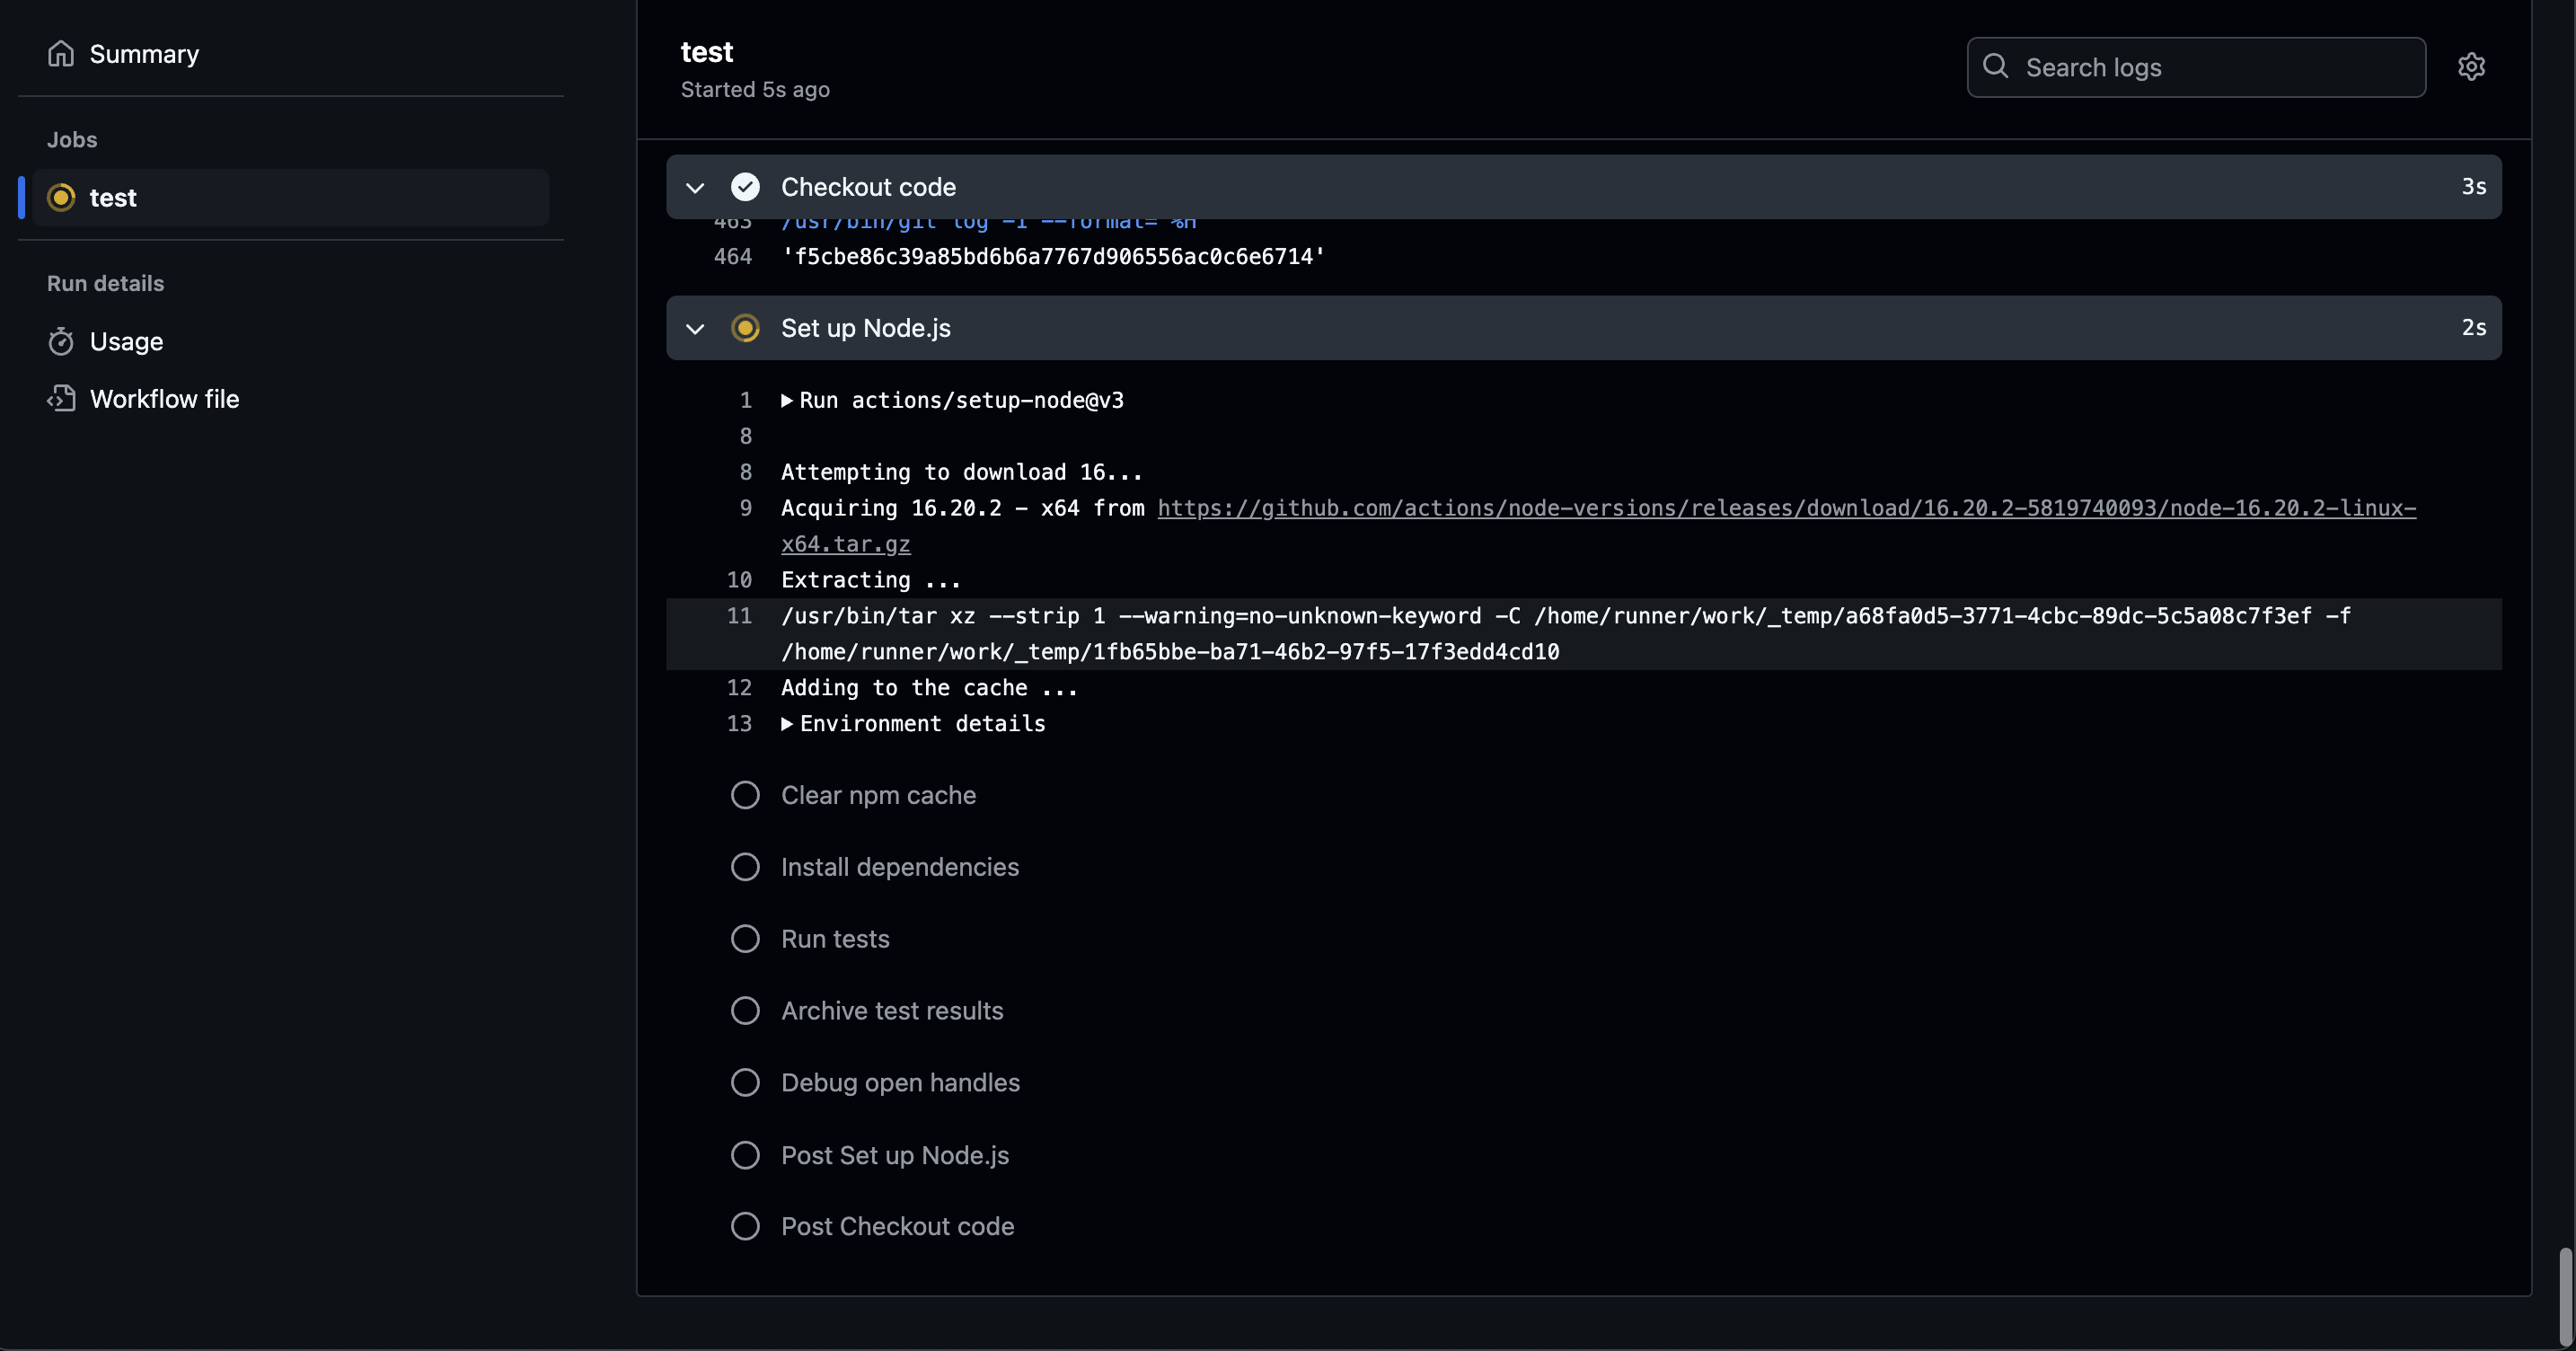 Summary
Jobs
test
Run details
Usage
Workflow file
test
Started 5s ago
Search logs
Checkout code 3s
463 /usr/bin/git log -1 --format=%H
464 'f5cbe86c39a85bd6b6a7767d906556ac0c6e6714'
Set up Node.js 2s
1 Run actions/setup-node@v3
8
8 Attempting to download 16...
9 Acquiring 16.20.2 - x64 from https://github.com/actions/node-versions/releases/download/16.20.2-5819740093/node-16.20.2-linux-
x64.tar.gz
10 Extracting ...
11 /usr/bin/tar xz --strip 1 --warning=no-unknown-keyword -C /home/runner/work/_temp/a68fa0d5-3771-4cbc-89dc-5c5a08c7f3ef -f
/home/runner/work/_temp/1fb65bbe-ba71-46b2-97f5-17f3edd4cd10
12 Adding to the cache ...
13 Environment details
Clear npm cache
Install dependencies
Run tests
Archive test results
Debug open handles
Post Set up Node.js
Post Checkout code